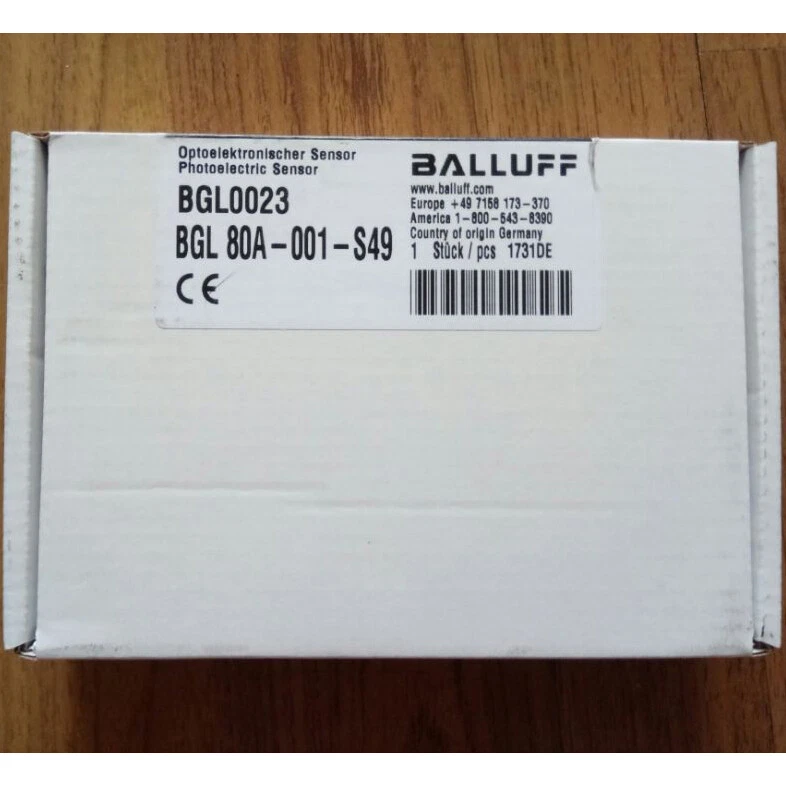 Optoelektronischer Sensor
Photoelectric Sensor
BGL0023
BGL 80A-001-S49
CE
BALLUFF
www.balluff.com
Europe +49 7158 173-370
America 1-800-543-8390
Country of origin Germany
1 Stück / pcs 1731DE